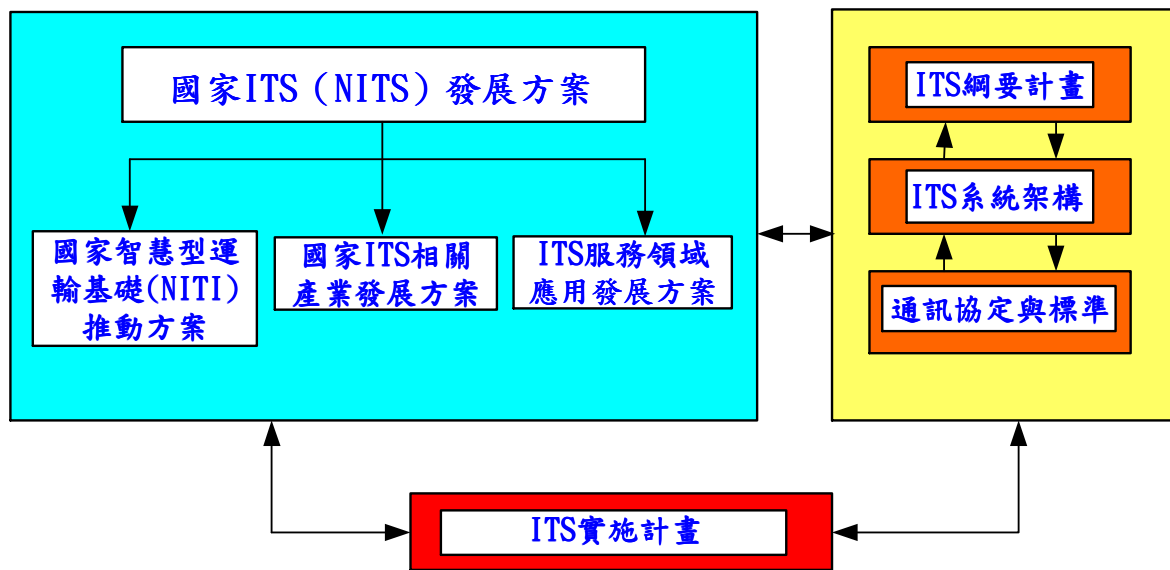 國家ITS（NITS）發展方案
國家智慧型運
輸基礎(NITI)
推動方案
國家ITS相關
產業發展方案
ITS服務領域
應用發展方案
ITS綱要計畫
ITS系統架構
通訊協定與標準
ITS實施計畫